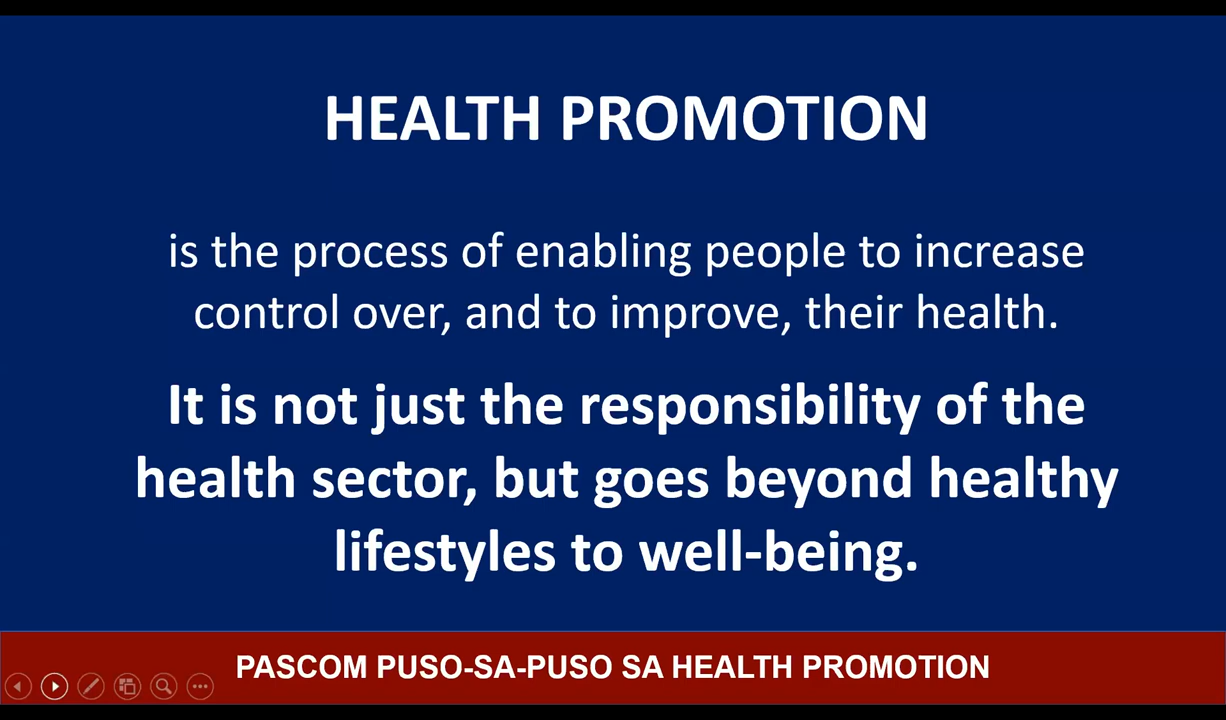 HEALTH PROMOTION
is the process of enabling people to increase
control over, and to improve, their health.
It is not just the responsibility of the
health sector, but goes beyond healthy
lifestyles to well-being.
PASCOM PUSO-SA-PUSO SA HEALTH PROMOTION